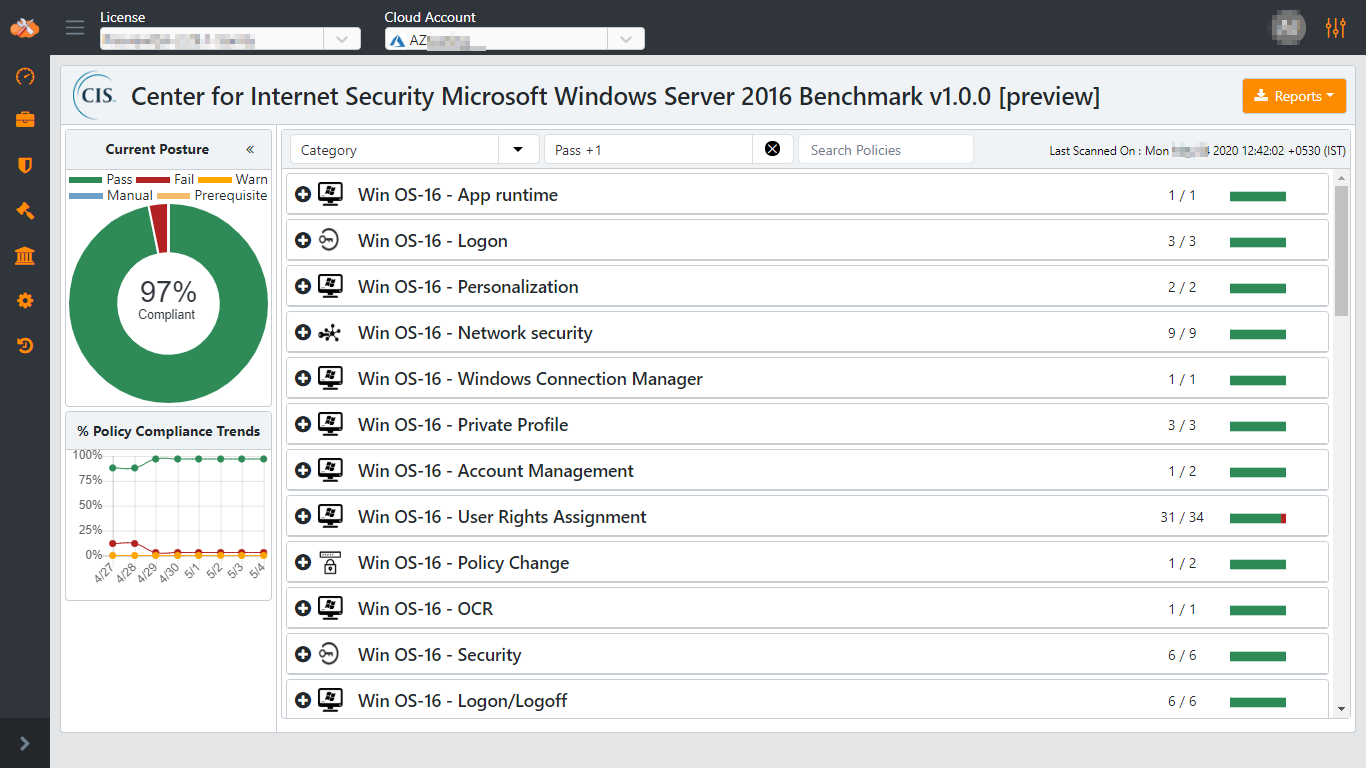 License
Cloud Account
AZ
CIS.
Center for Internet Security Microsoft Windows Server 2016 Benchmark v1.0.0 [preview]
Reports
Current Posture «
Pass Fail Warn
Manual Prerequisite
97%
Compliant
% Policy Compliance Trends
100%
75%
50%
25%
0%
4/27 4/28 4/29 4/30 5/1 5/2 5/3 5/4
Category Pass +1 Search Policies Last Scanned On : Mon 2020 12:42:02 +0530 (IST)
Win OS-16 - App runtime 1 / 1
Win OS-16 - Logon 3 / 3
Win OS-16 - Personalization 2 / 2
Win OS-16 - Network security 9 / 9
Win OS-16 - Windows Connection Manager 1 / 1
Win OS-16 - Private Profile 3 / 3
Win OS-16 - Account Management 1 / 2
Win OS-16 - User Rights Assignment 31 / 34
Win OS-16 - Policy Change 1 / 2
Win OS-16 - OCR 1 / 1
Win OS-16 - Security 6 / 6
Win OS-16 - Logon/Logoff 6 / 6